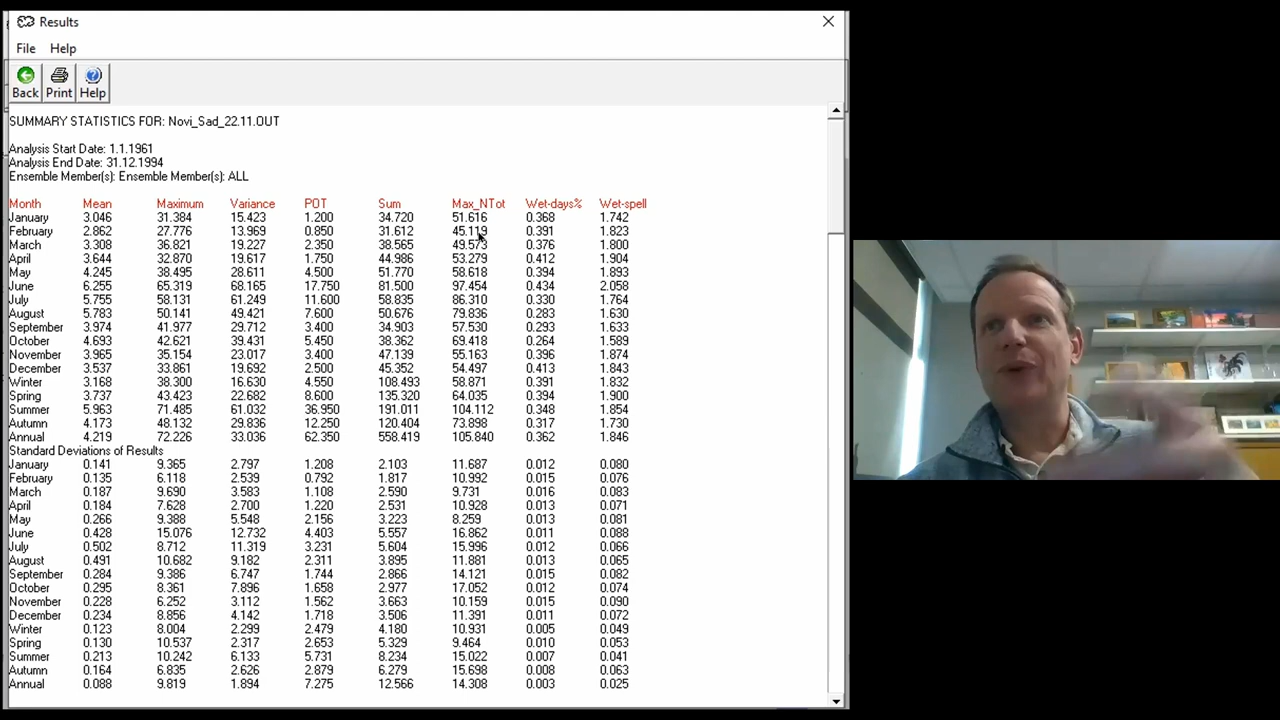 Results
File Help
Back Print Help
SUMMARY STATISTICS FOR: Novi_Sad_22.11.OUT
Analysis Start Date: 1.1.1961
Analysis End Date: 31.12.1994
Ensemble Member(s): Ensemble Member(s): ALL
Month Mean Maximum Variance POT Sum Max_NTot Wet-days% Wet-spell
January 3.046 31.384 15.423 1.200 34.720 51.616 0.368 1.742
February 2.862 27.776 13.969 0.850 31.612 45.119 0.391 1.823
March 3.308 36.821 19.227 2.350 38.565 49.573 0.376 1.800
April 3.644 32.870 19.617 1.750 44.986 53.279 0.412 1.904
May 4.245 38.495 28.611 4.500 51.770 58.618 0.394 1.893
June 6.255 65.319 68.165 17.750 81.500 97.454 0.434 2.058
July 5.755 58.131 61.249 11.600 58.835 86.310 0.330 1.764
August 5.783 50.141 49.421 7.600 50.676 79.836 0.283 1.630
September 3.974 41.977 29.712 3.400 34.903 57.530 0.293 1.633
October 4.693 42.621 39.431 5.450 38.362 69.418 0.264 1.589
November 3.965 35.154 23.017 3.400 47.139 55.163 0.396 1.874
December 3.537 33.861 19.692 2.500 45.352 54.497 0.413 1.843
Winter 3.168 38.300 16.630 4.550 108.493 58.871 0.391 1.832
Spring 3.737 43.423 22.682 8.600 135.320 64.035 0.394 1.900
Summer 5.963 71.485 61.032 36.950 191.011 104.112 0.348 1.854
Autumn 4.173 48.132 29.836 12.250 120.404 73.898 0.317 1.730
Annual 4.219 72.226 33.036 62.350 558.419 105.840 0.362 1.846
Standard Deviations of Results
January 0.141 9.365 2.797 1.208 2.103 11.687 0.012 0.080
February 0.135 6.118 2.539 0.792 1.817 10.992 0.015 0.076
March 0.187 9.690 3.583 1.108 2.590 9.731 0.016 0.083
April 0.184 7.628 2.700 1.220 2.531 10.928 0.013 0.071
May 0.266 9.388 5.548 2.156 3.223 8.259 0.013 0.081
June 0.428 15.076 12.732 4.403 5.557 16.862 0.011 0.088
July 0.502 8.712 11.319 3.231 5.604 15.996 0.012 0.066
August 0.491 10.682 9.182 2.311 3.895 11.881 0.013 0.065
September 0.284 9.386 6.747 1.744 2.866 14.121 0.015 0.082
October 0.295 8.361 7.896 1.658 2.977 17.052 0.012 0.074
November 0.228 6.252 3.112 1.562 3.663 10.159 0.015 0.090
December 0.234 8.856 4.142 1.718 3.506 11.391 0.011 0.072
Winter 0.123 8.004 2.299 2.479 4.180 10.931 0.005 0.049
Spring 0.130 10.537 2.317 2.653 5.329 9.464 0.010 0.053
Summer 0.213 10.242 6.133 5.731 8.234 15.022 0.007 0.041
Autumn 0.164 6.835 2.626 2.879 6.279 15.698 0.008 0.063
Annual 0.088 9.819 1.894 7.275 12.566 14.308 0.003 0.025